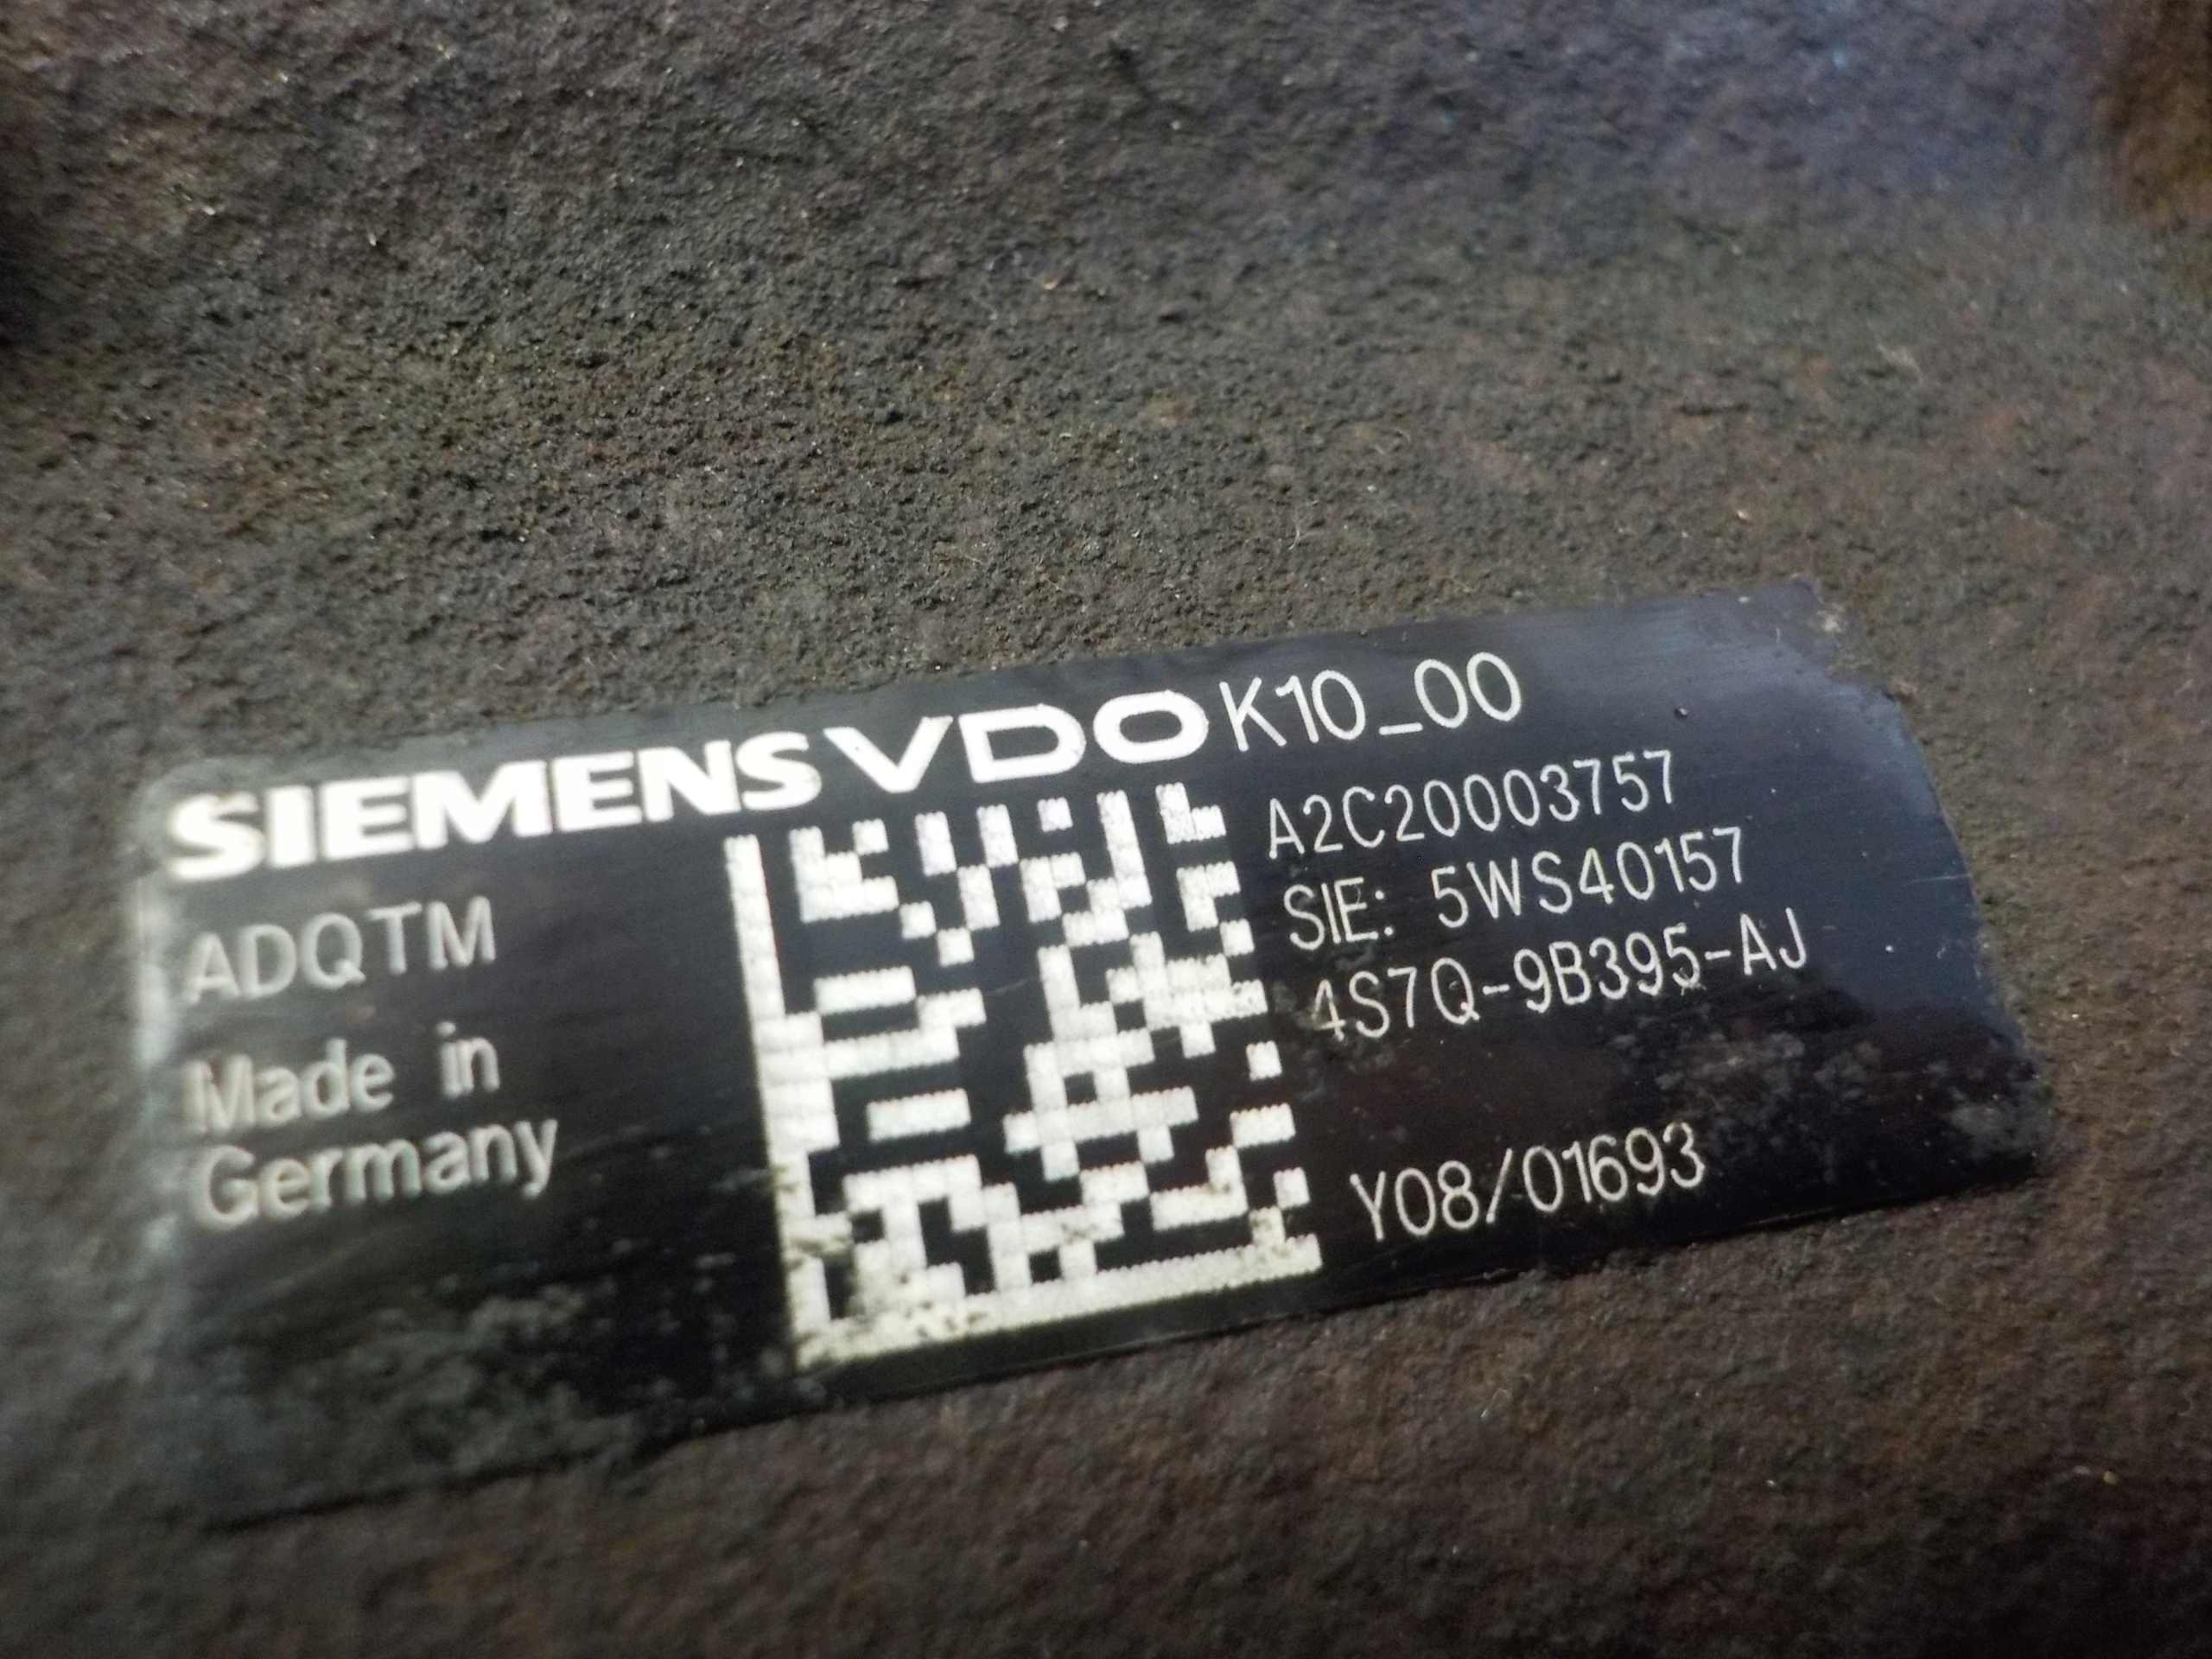 SIEMENS VDO K10_00
ADQTM
Made in
Germany
A2C20003757
SIE: 5WS40157
4S7Q-9B395-AJ
Y08/01693